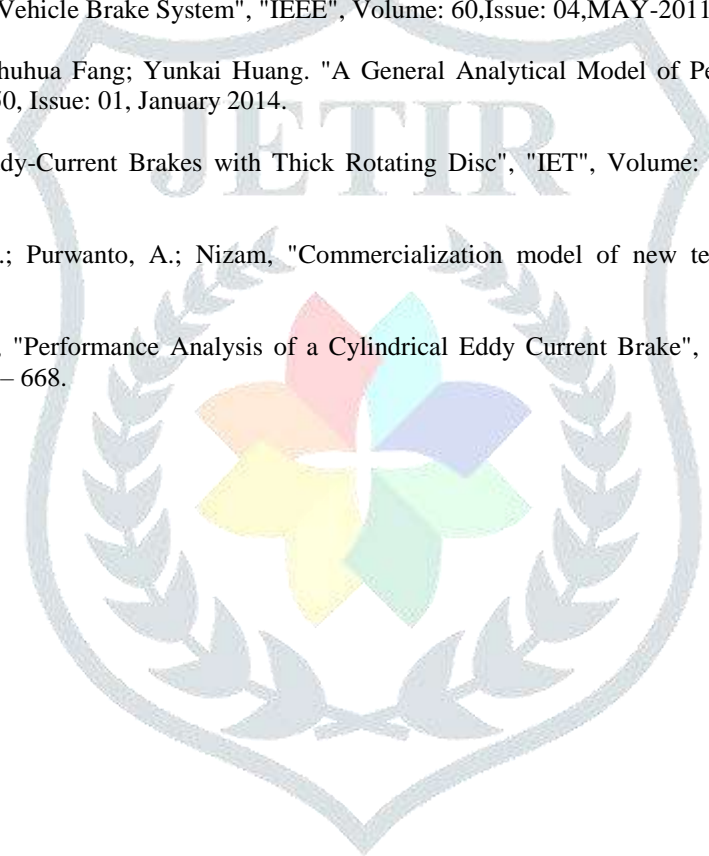 Vehicle Brake System", "IEEE", Volume: 60,Issue: 04,MAY-2011
huhua Fang; Yunkai Huang. "A General Analytical Model of Pe
50, Issue: 01, January 2014.
JETIR
ddy-Current Brakes with Thick Rotating Disc", "IET", Volume:
.; Purwanto, A.; Nizam, "Commercialization model of new te
, "Performance Analysis of a Cylindrical Eddy Current Brake",
– 668.